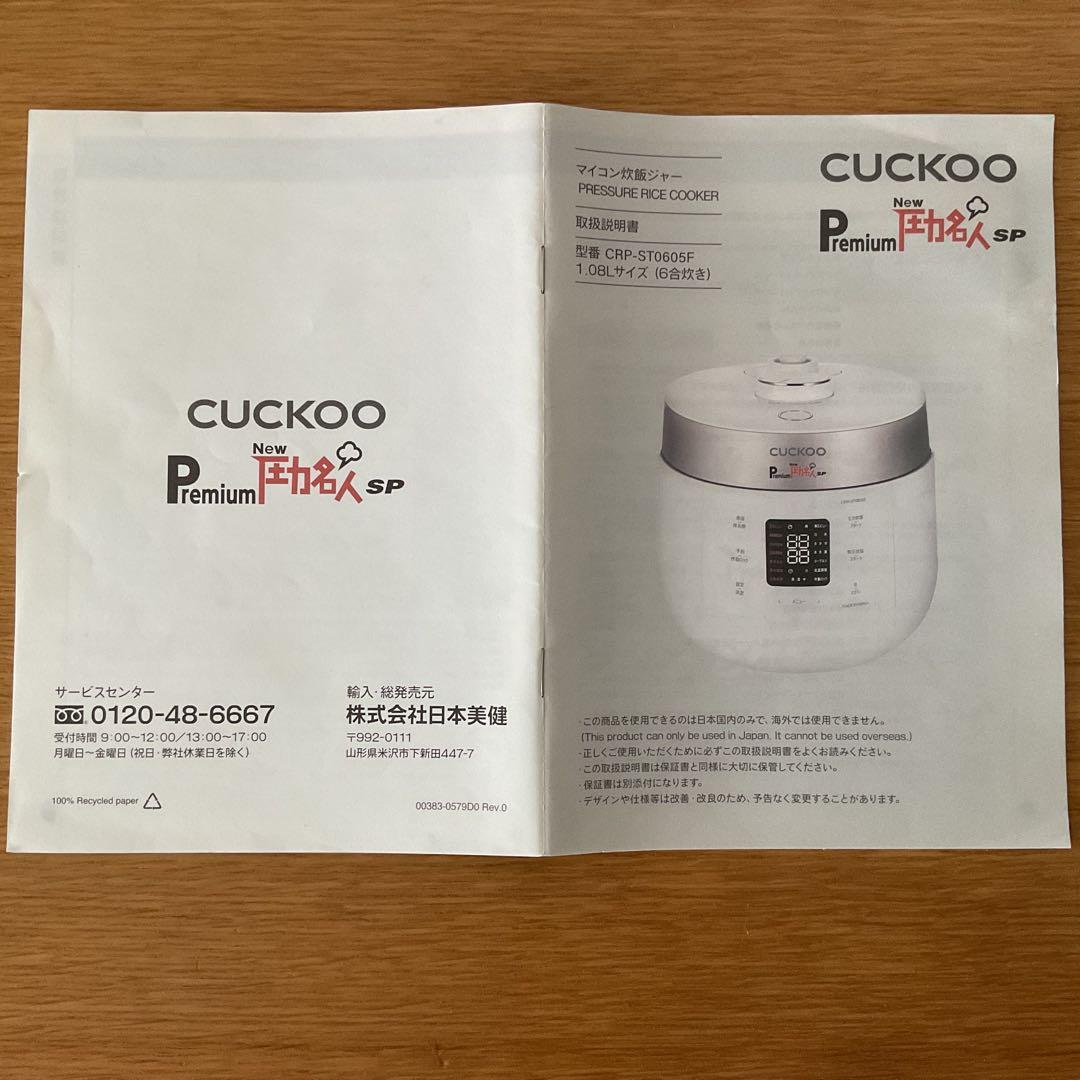 CUCKOO
New
Premium 圧力名人 SP
サービスセンター
0120-48-6667
受付時間 9:00〜12:00/13:00〜17:00
月曜日〜金曜日(祝日・弊社休業日を除く)
輸入・総発売元
株式会社日本美健
〒992-0111
山形県米沢市下新田447-7
100% Recycled paper
00383-0579D0 Rev.0
マイコン炊飯ジャー
PRESSURE RICE COOKER
取扱説明書
型番 CRP-ST0605F
1.08Lサイズ (6合炊き)
CUCKOO
New
Premium 圧力名人 SP
CUCKOO
New
Premium 圧力名人 SP
メニュー
・この商品を使用できるのは日本国内のみで、海外では使用できません。
(This product can only be used in Japan. It cannot be used overseas.)
・正しくご使用いただくために必ずこの取扱説明書をよくお読みください。
・この取扱説明書は保証書と同様に大切に保管してください。
・保証書は別添付になります。
・デザインや仕様等は改善・改良のため、予告なく変更することがあります。